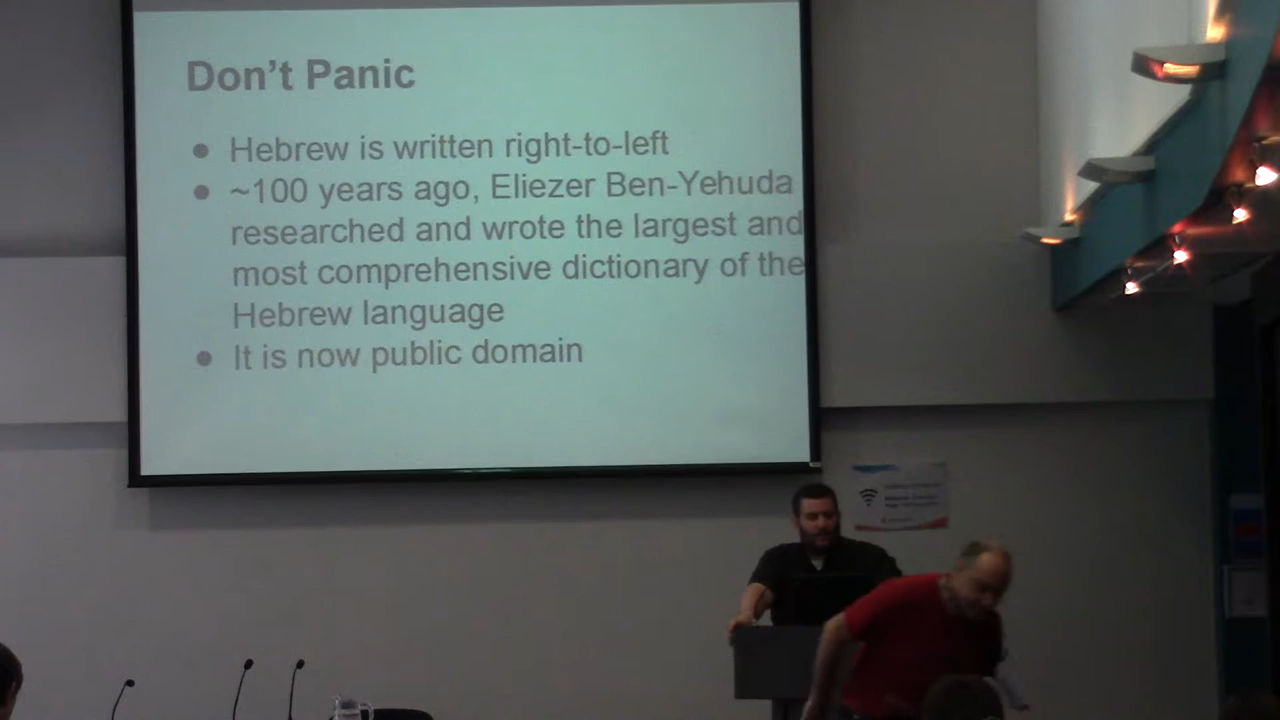 Don't Panic
● Hebrew is written right-to-left
● ~100 years ago, Eliezer Ben-Yehuda
researched and wrote the largest and
most comprehensive dictionary of the
Hebrew language
● It is now public domain